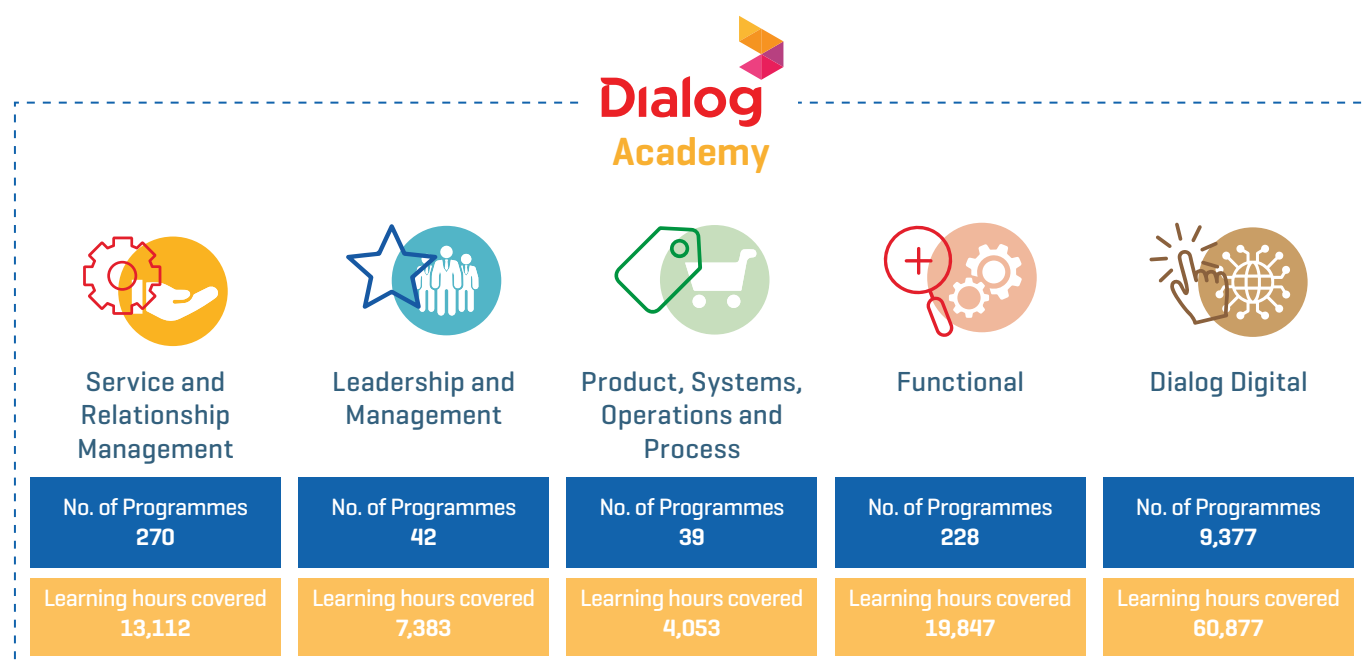 Dialog
Academy
Service and
Relationship
Management
No. of Programmes
270
Learning hours covered
13,112
Leadership and
Management
No. of Programmes
42
Learning hours covered
7,383
Product, Systems,
Operations and
Process
No. of Programmes
39
Learning hours covered
4,053
Functional
No. of Programmes
228
Learning hours covered
19,847
Dialog Digital
No. of Programmes
9,377
Learning hours covered
60,877